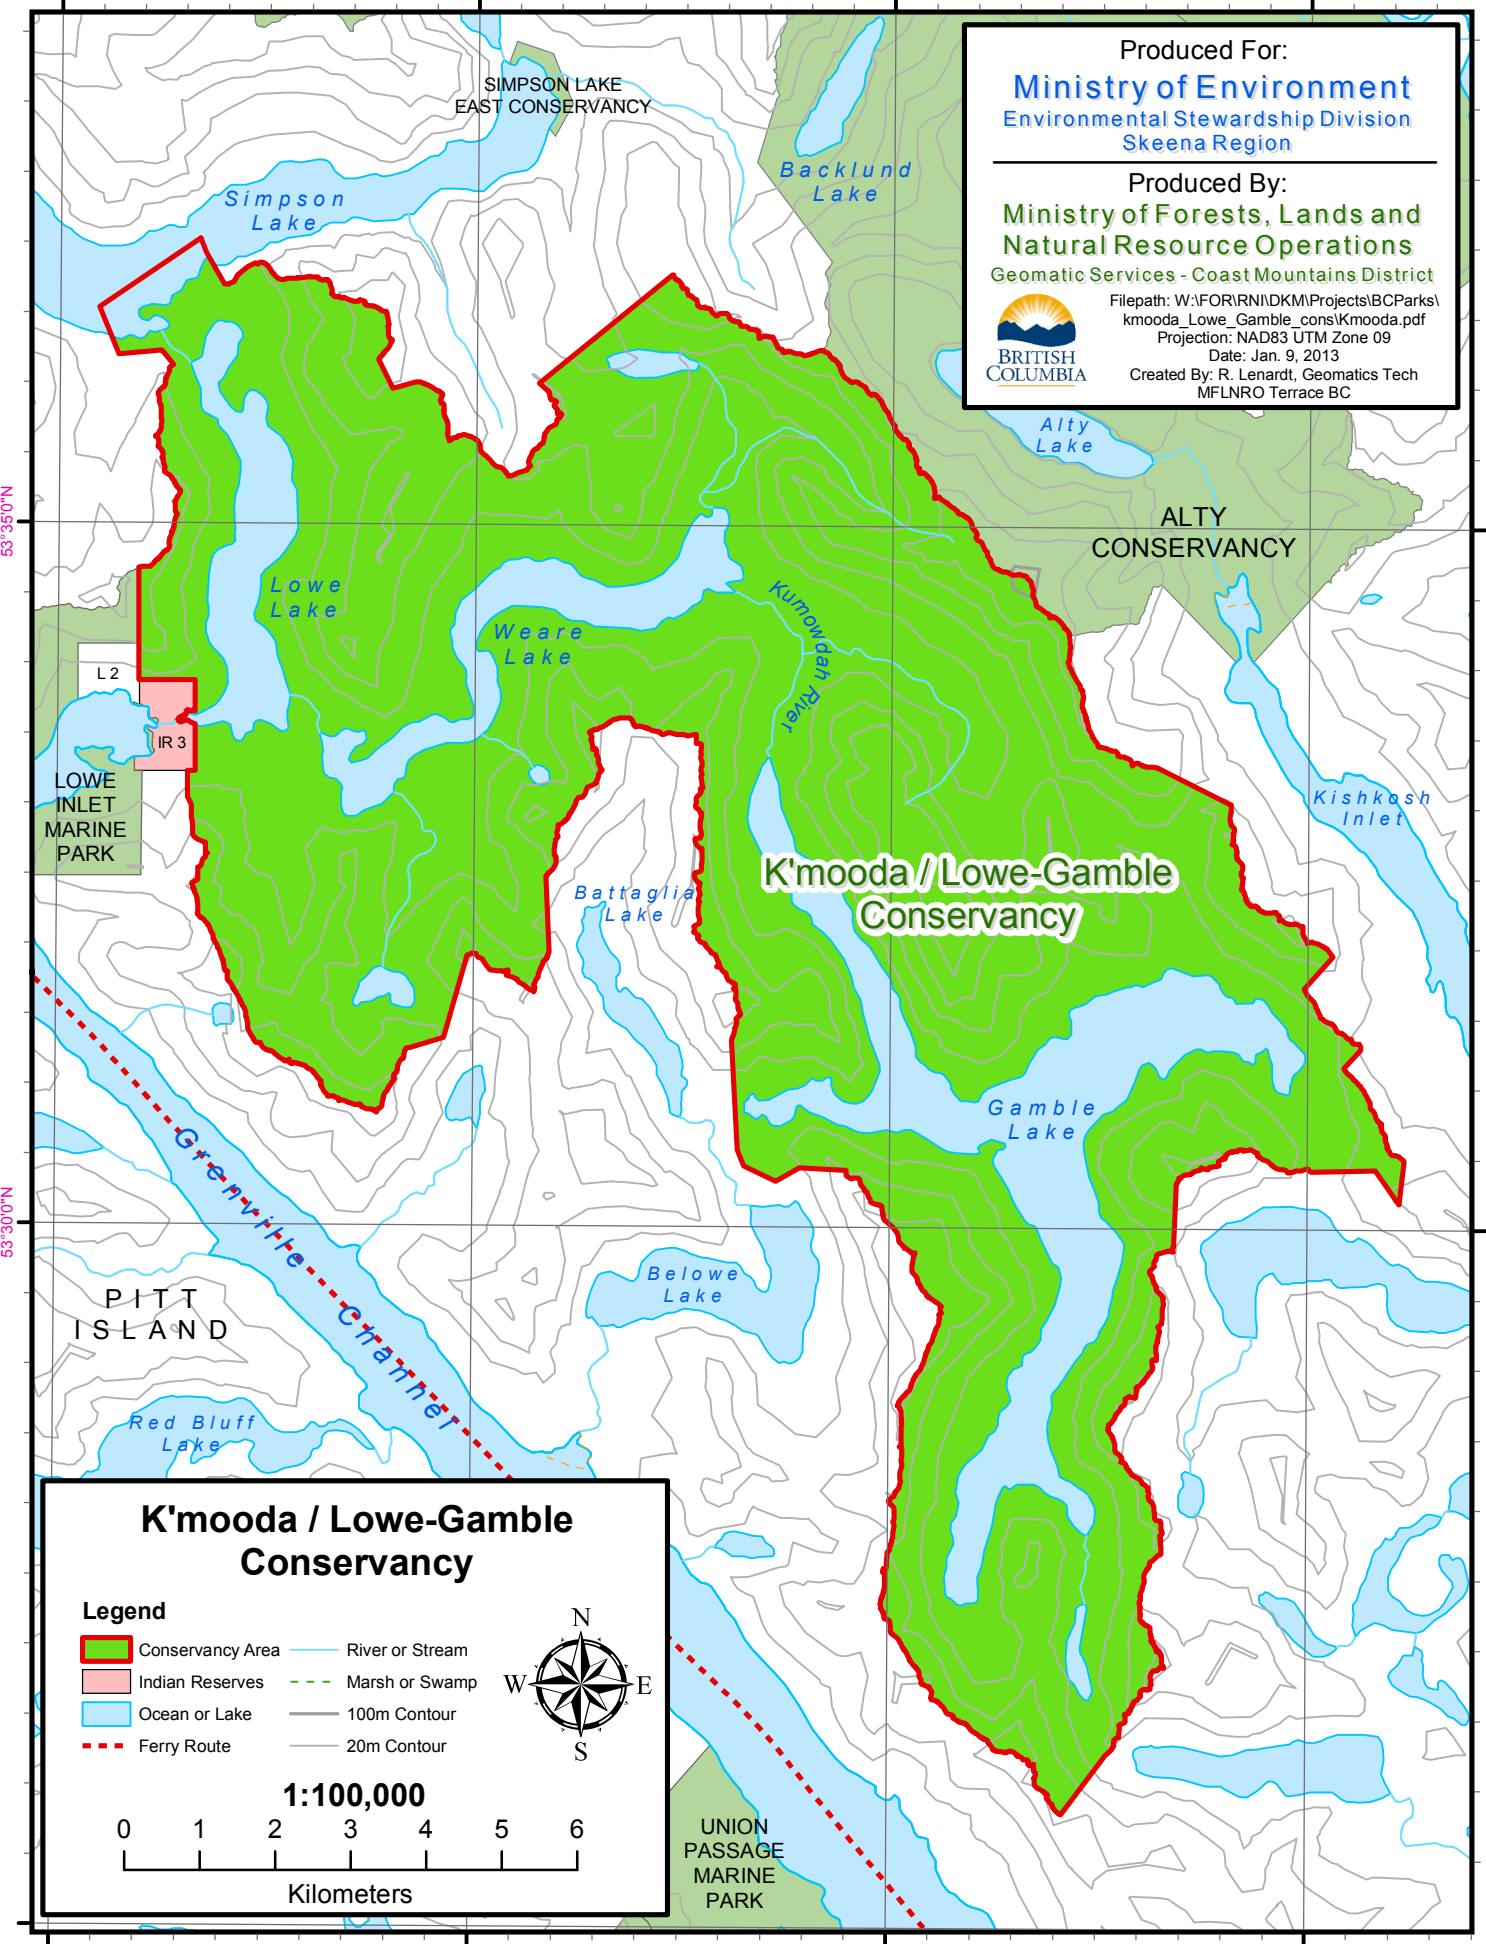 Produced For:
Ministry of Environment
Environmental Stewardship Division
Skeena Region
Produced By:
Ministry of Forests, Lands and
Natural Resource Operations
Geomatic Services - Coast Mountains District
BRITISH
COLUMBIA
Filepath: W:\FOR\RNI\DKM\Projects\BCParks\
kmooda_Lowe_Gamble_cons\Kmooda.pdf
Projection: NAD83 UTM Zone 09
Date: Jan. 9, 2013
Created By: R. Lenardt, Geomatics Tech
MFLNRO Terrace BC
SIMPSON LAKE
EAST CONSERVANCY
Simpson
Lake
Backlund
Lake
Alty
Lake
ALTY
CONSERVANCY
53°35'0"N
Lowe
Lake
Weare
Lake
Kumowdah River
L 2
IR 3
LOWE
INLET
MARINE
PARK
Kishkosh
Inlet
K'mooda / Lowe-Gamble
Conservancy
Battaglia
Lake
Gamble
Lake
Grenville Channel
53°30'0"N
PITT
ISLAND
Belowe
Lake
Red Bluff
Lake
K'mooda / Lowe-Gamble
Conservancy
Legend
Conservancy Area
Indian Reserves
Ocean or Lake
Ferry Route
River or Stream
Marsh or Swamp
100m Contour
20m Contour
N
W
E
S
1:100,000
0 1 2 3 4 5 6
Kilometers
UNION
PASSAGE
MARINE
PARK